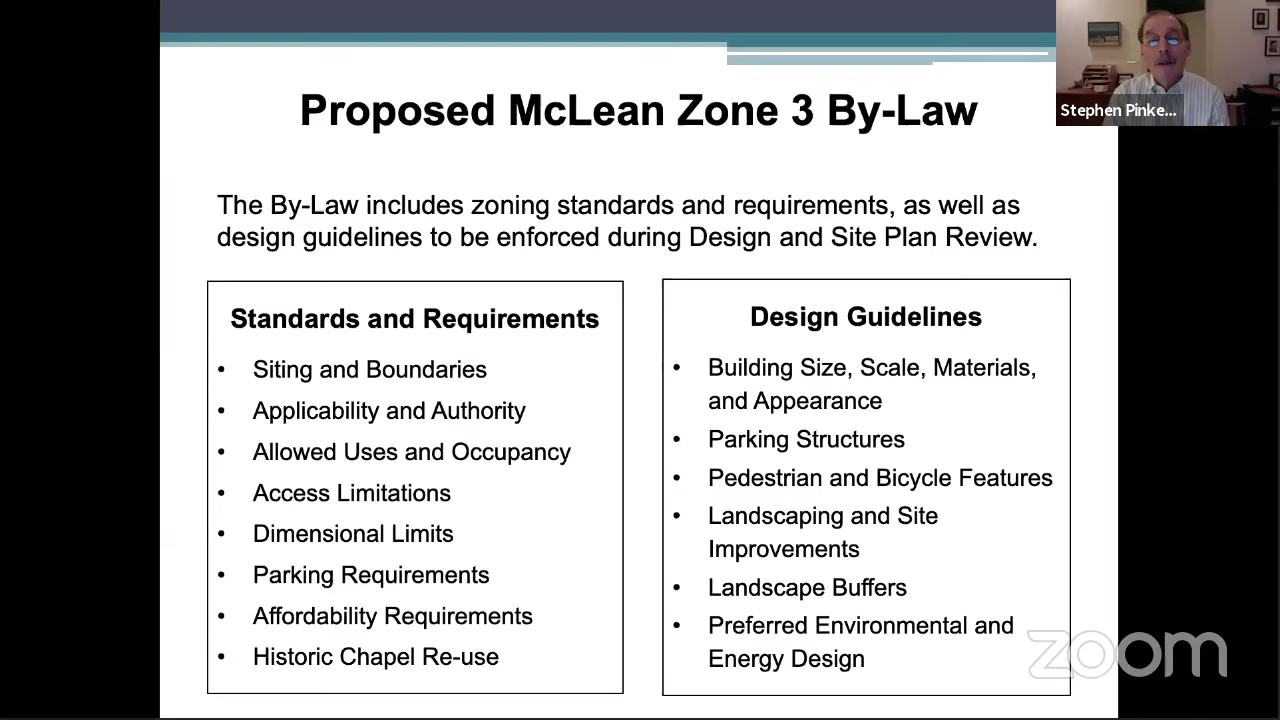 Proposed McLean Zone 3 By-Law
Stephen Pinke...
The By-Law includes zoning standards and requirements, as well as
design guidelines to be enforced during Design and Site Plan Review.
Standards and Requirements
• Siting and Boundaries
• Applicability and Authority
• Allowed Uses and Occupancy
• Access Limitations
• Dimensional Limits
• Parking Requirements
• Affordability Requirements
• Historic Chapel Re-use
Design Guidelines
• Building Size, Scale, Materials,
and Appearance
• Parking Structures
• Pedestrian and Bicycle Features
• Landscaping and Site
Improvements
• Landscape Buffers
• Preferred Environmental and
Energy Design
zoom